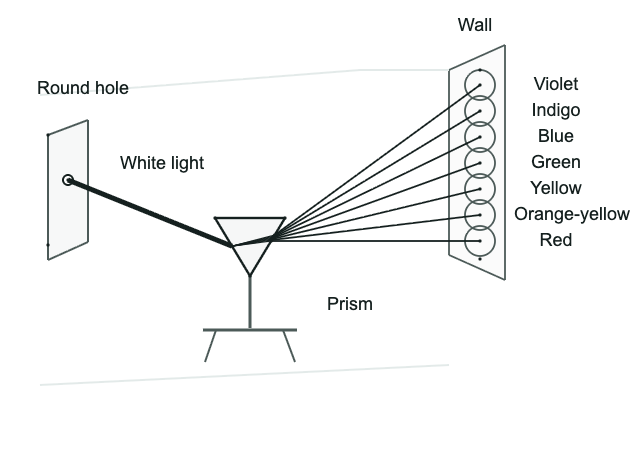 Wall
Round hole
Violet
Indigo
Blue
White light
Green
Yellow
Orange-yellow
Red
Prism